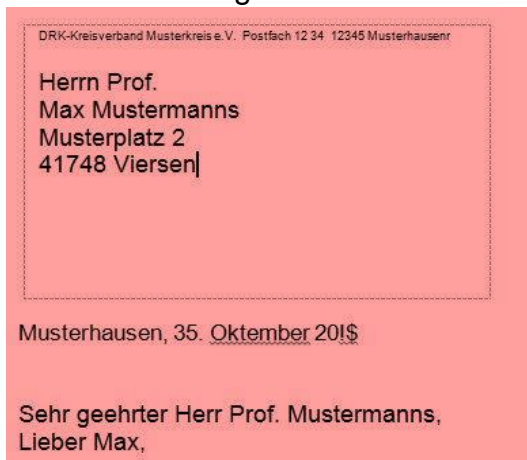 DRK-Kreisverband Musterkreis e.V. Postfach 12 34 12345 Musterhausenr
Herrn Prof.
Max Mustermanns
Musterplatz 2
41748 Viersen
Musterhausen, 35. Oktember 20!$
Sehr geehrter Herr Prof. Mustermanns,
Lieber Max,